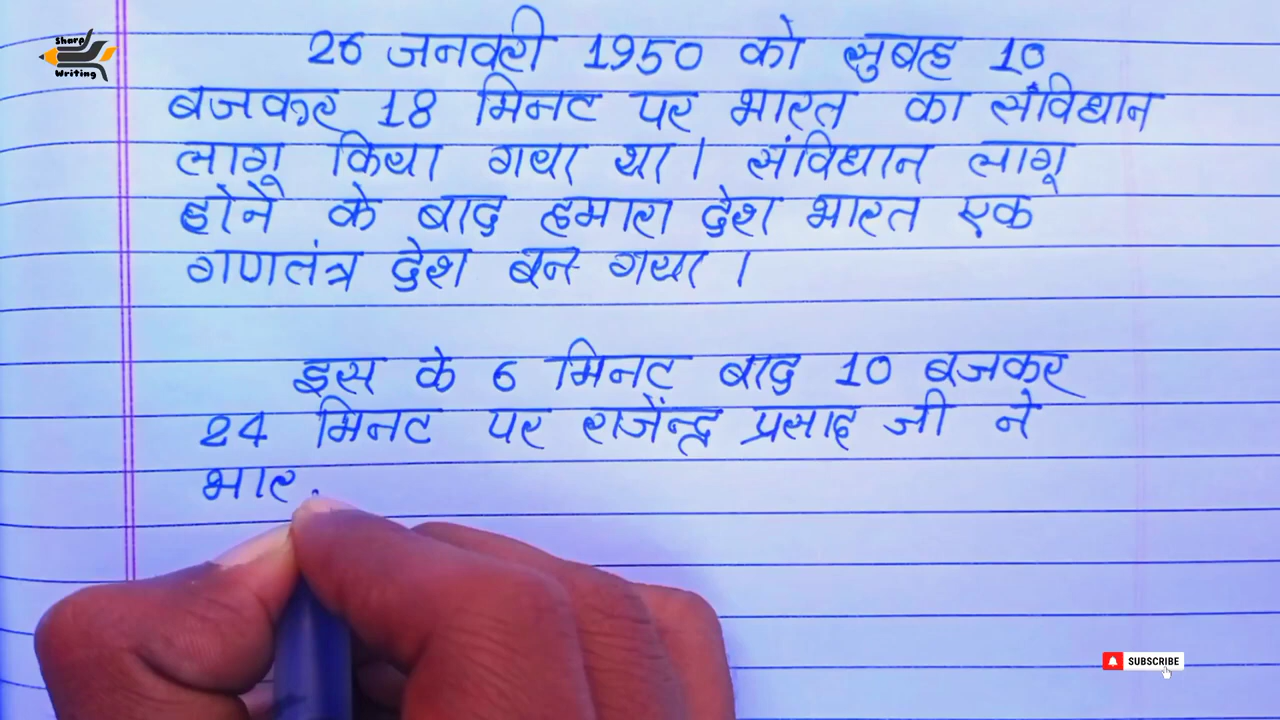 Sharp
Writing
26 जनवरी 1950 को सुबह 10
बजकर 18 मिनट पर भारत का संविधान
लागू किया गया था। संविधान लागू
होने के बाद हमारा देश भारत एक
गणतंत्र देश बन गया।
इस के 6 मिनट बाद 10 बजकर
24 मिनट पर राजेंन्द्र प्रसाद जी ने
भार
SUBSCRIBE